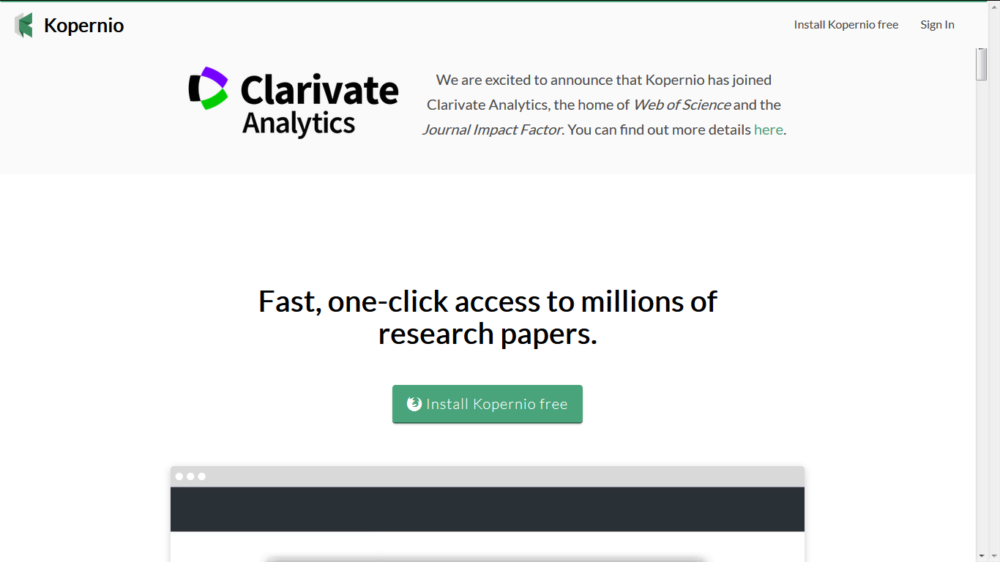 Kopernio
Install Kopernio free
Sign In
Clarivate
Analytics
We are excited to announce that Kopernio has joined
Clarivate Analytics, the home of Web of Science and the
Journal Impact Factor. You can find out more details here.
Fast, one-click access to millions of
research papers.
Install Kopernio free